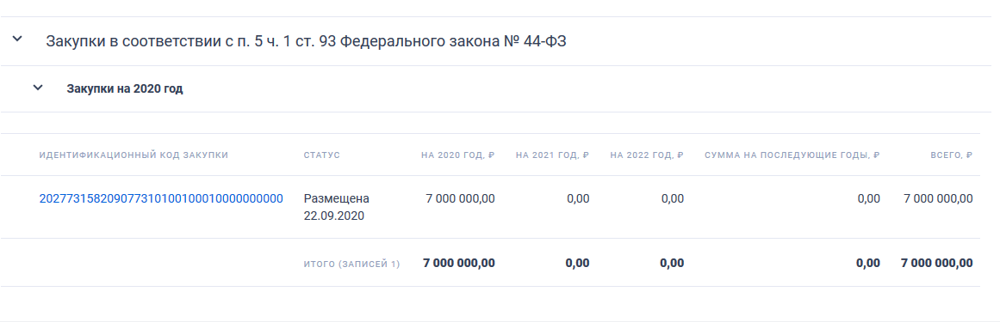 Закупки в соответствии с п. 5 ч. 1 ст. 93 Федерального закона № 44-ФЗ
Закупки на 2020 год
ИДЕНТИФИКАЦИОННЫЙ КОД ЗАКУПКИ СТАТУС НА 2020 ГОД, ₽ НА 2021 ГОД, ₽ НА 2022 ГОД, ₽ СУММА НА ПОСЛЕДУЮЩИЕ ГОДЫ, ₽ ВСЕГО, ₽
202773158209077310100100010000000000 Размещена 7 000 000,00 0,00 0,00 0,00 7 000 000,00
22.09.2020
ИТОГО (ЗАПИСЕЙ 1) 7 000 000,00 0,00 0,00 0,00 7 000 000,00